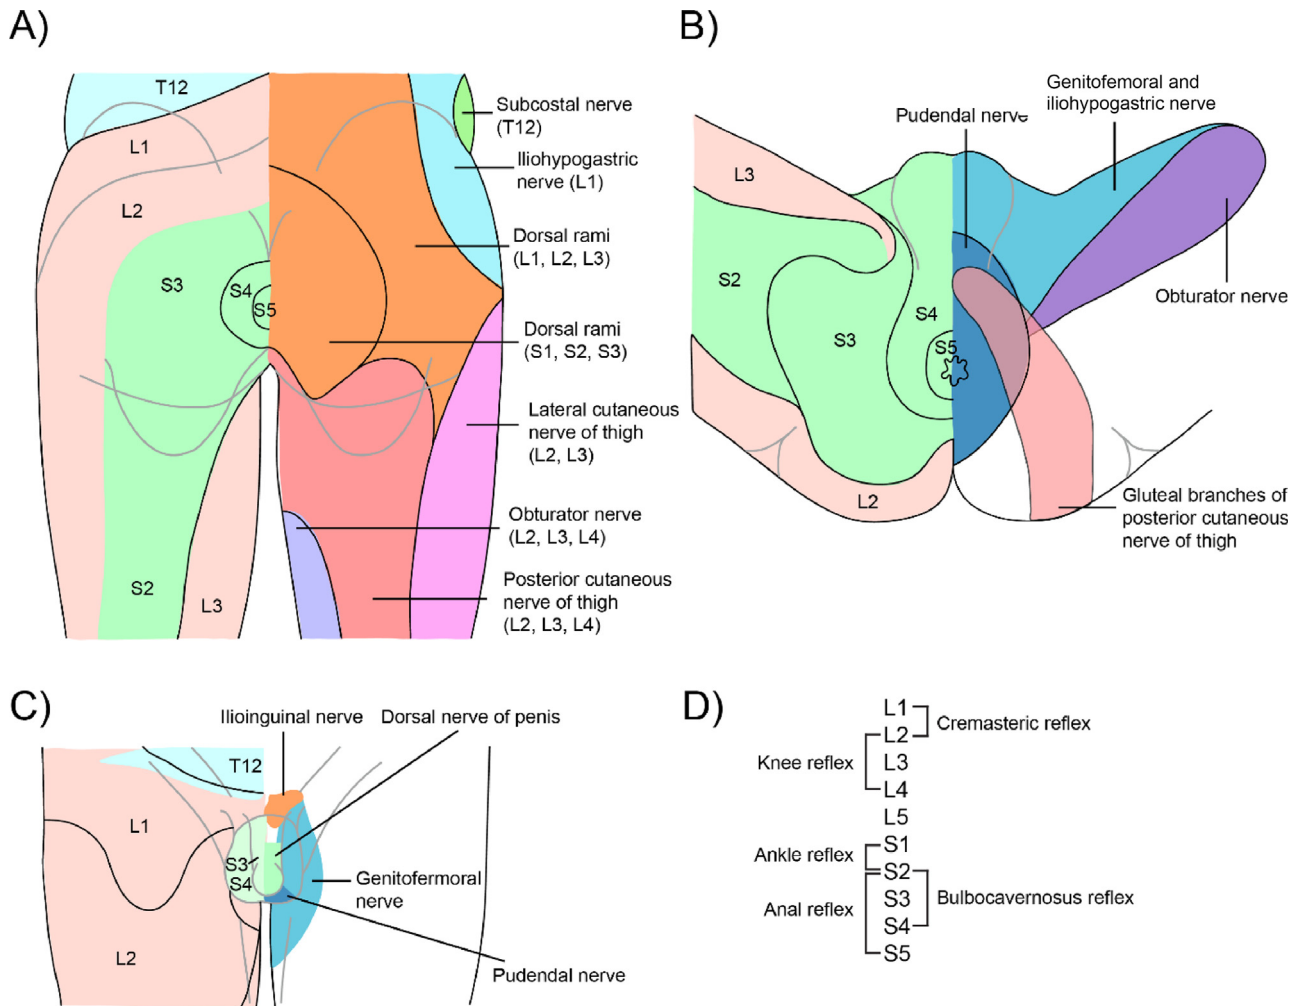 A)
T12
L1
L2
S3
S4
S5
S2
L3
Subcostal nerve
(T12)
Iliohypogastric
nerve (L1)
Dorsal rami
(L1, L2, L3)
Dorsal rami
(S1, S2, S3)
Lateral cutaneous
nerve of thigh
(L2, L3)
Obturator nerve
(L2, L3, L4)
Posterior cutaneous
nerve of thigh
(L2, L3, L4)
B)
Genitofemoral and
iliohypogastric nerve
Pudendal nerve
L3
S2
S3
S4
S5
L2
Obturator nerve
Gluteal branches of
posterior cutaneous
nerve of thigh
C)
Ilioinguinal nerve
Dorsal nerve of penis
T12
L1
S3
S4
L2
Genitofermoral
nerve
Pudendal nerve
D)
L1
Cremasteric reflex
L2
Knee reflex
L3
L4
L5
S1
Ankle reflex
S2
S3
Bulbocavernosus reflex
Anal reflex
S4
S5